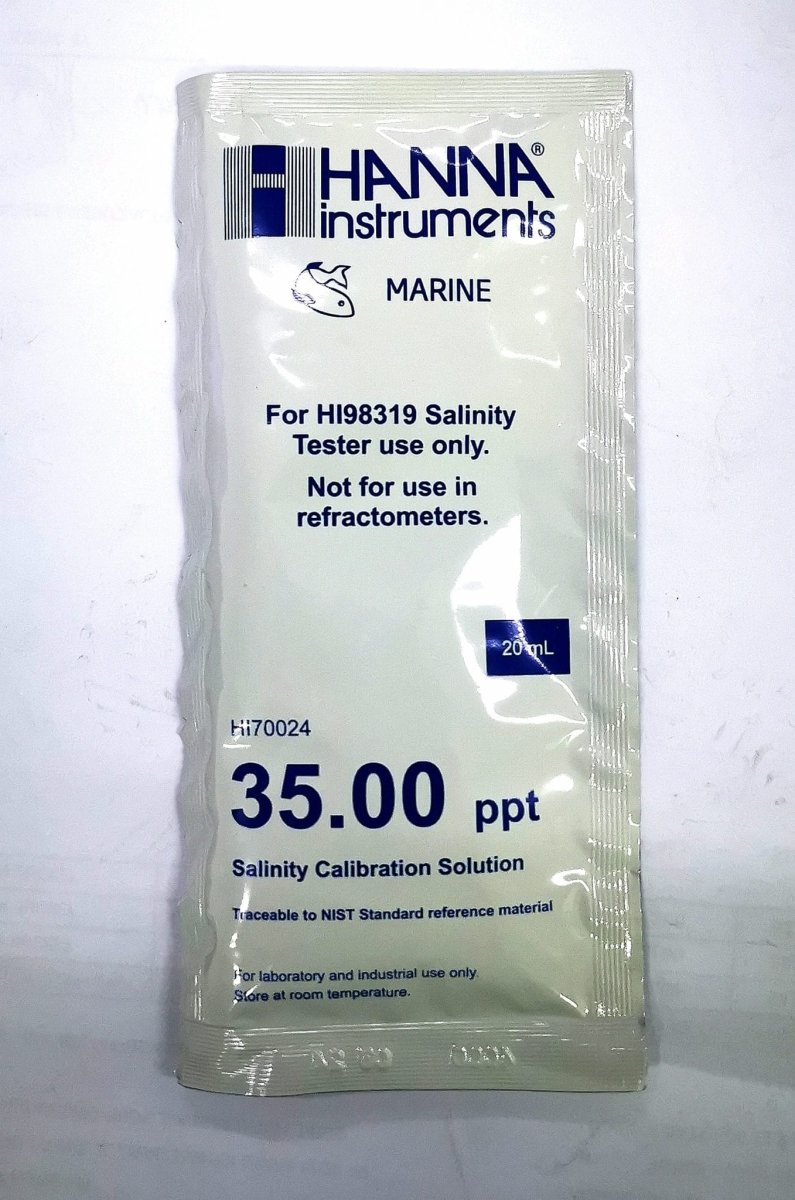 HANNA®
instruments
MARINE
For HI98319 Salinity
Tester use only.
Not for use in
refractometers.
20 mL
HI70024
35.00 ppt
Salinity Calibration Solution
Traceable to NIST Standard reference material
For laboratory and industrial use only.
Store at room temperature.